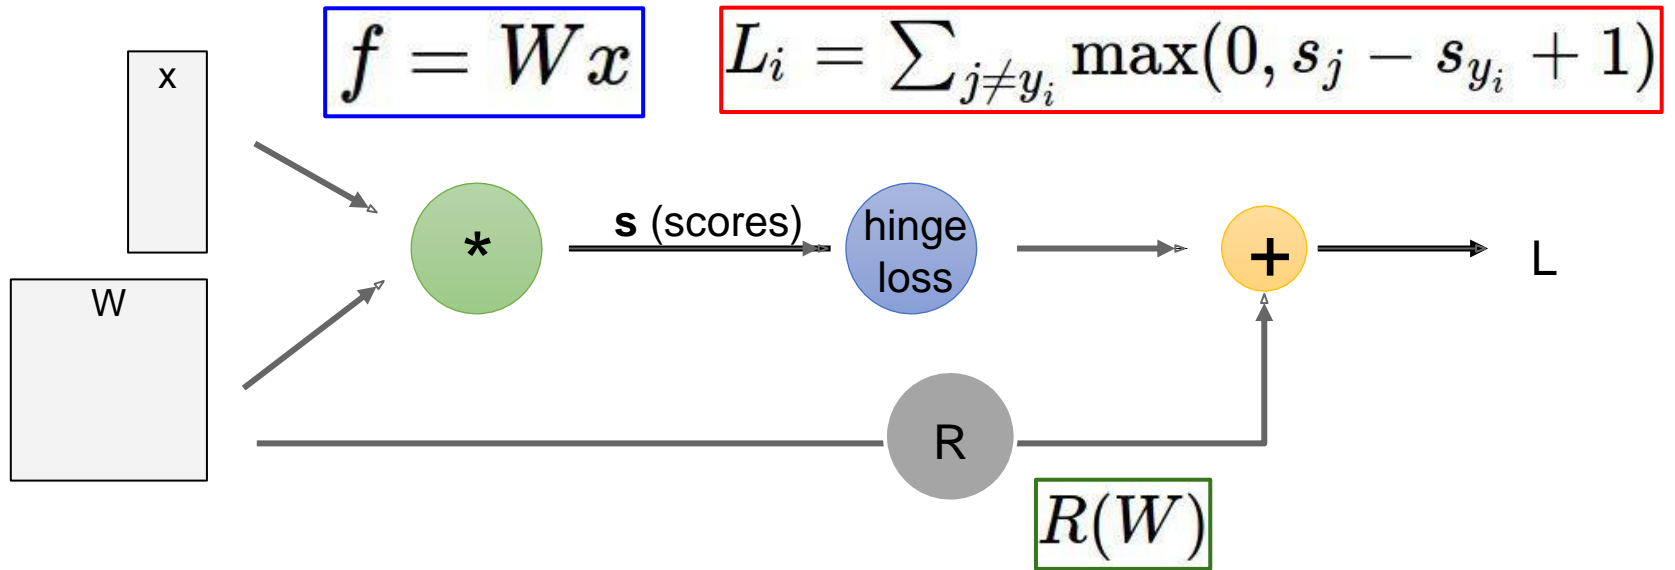 f = Wx
L_i = ∑_{j≠y_i} max(0, s_j − s_{y_i} + 1)
x
W
*
s (scores)
hinge
loss
+
L
R
R(W)